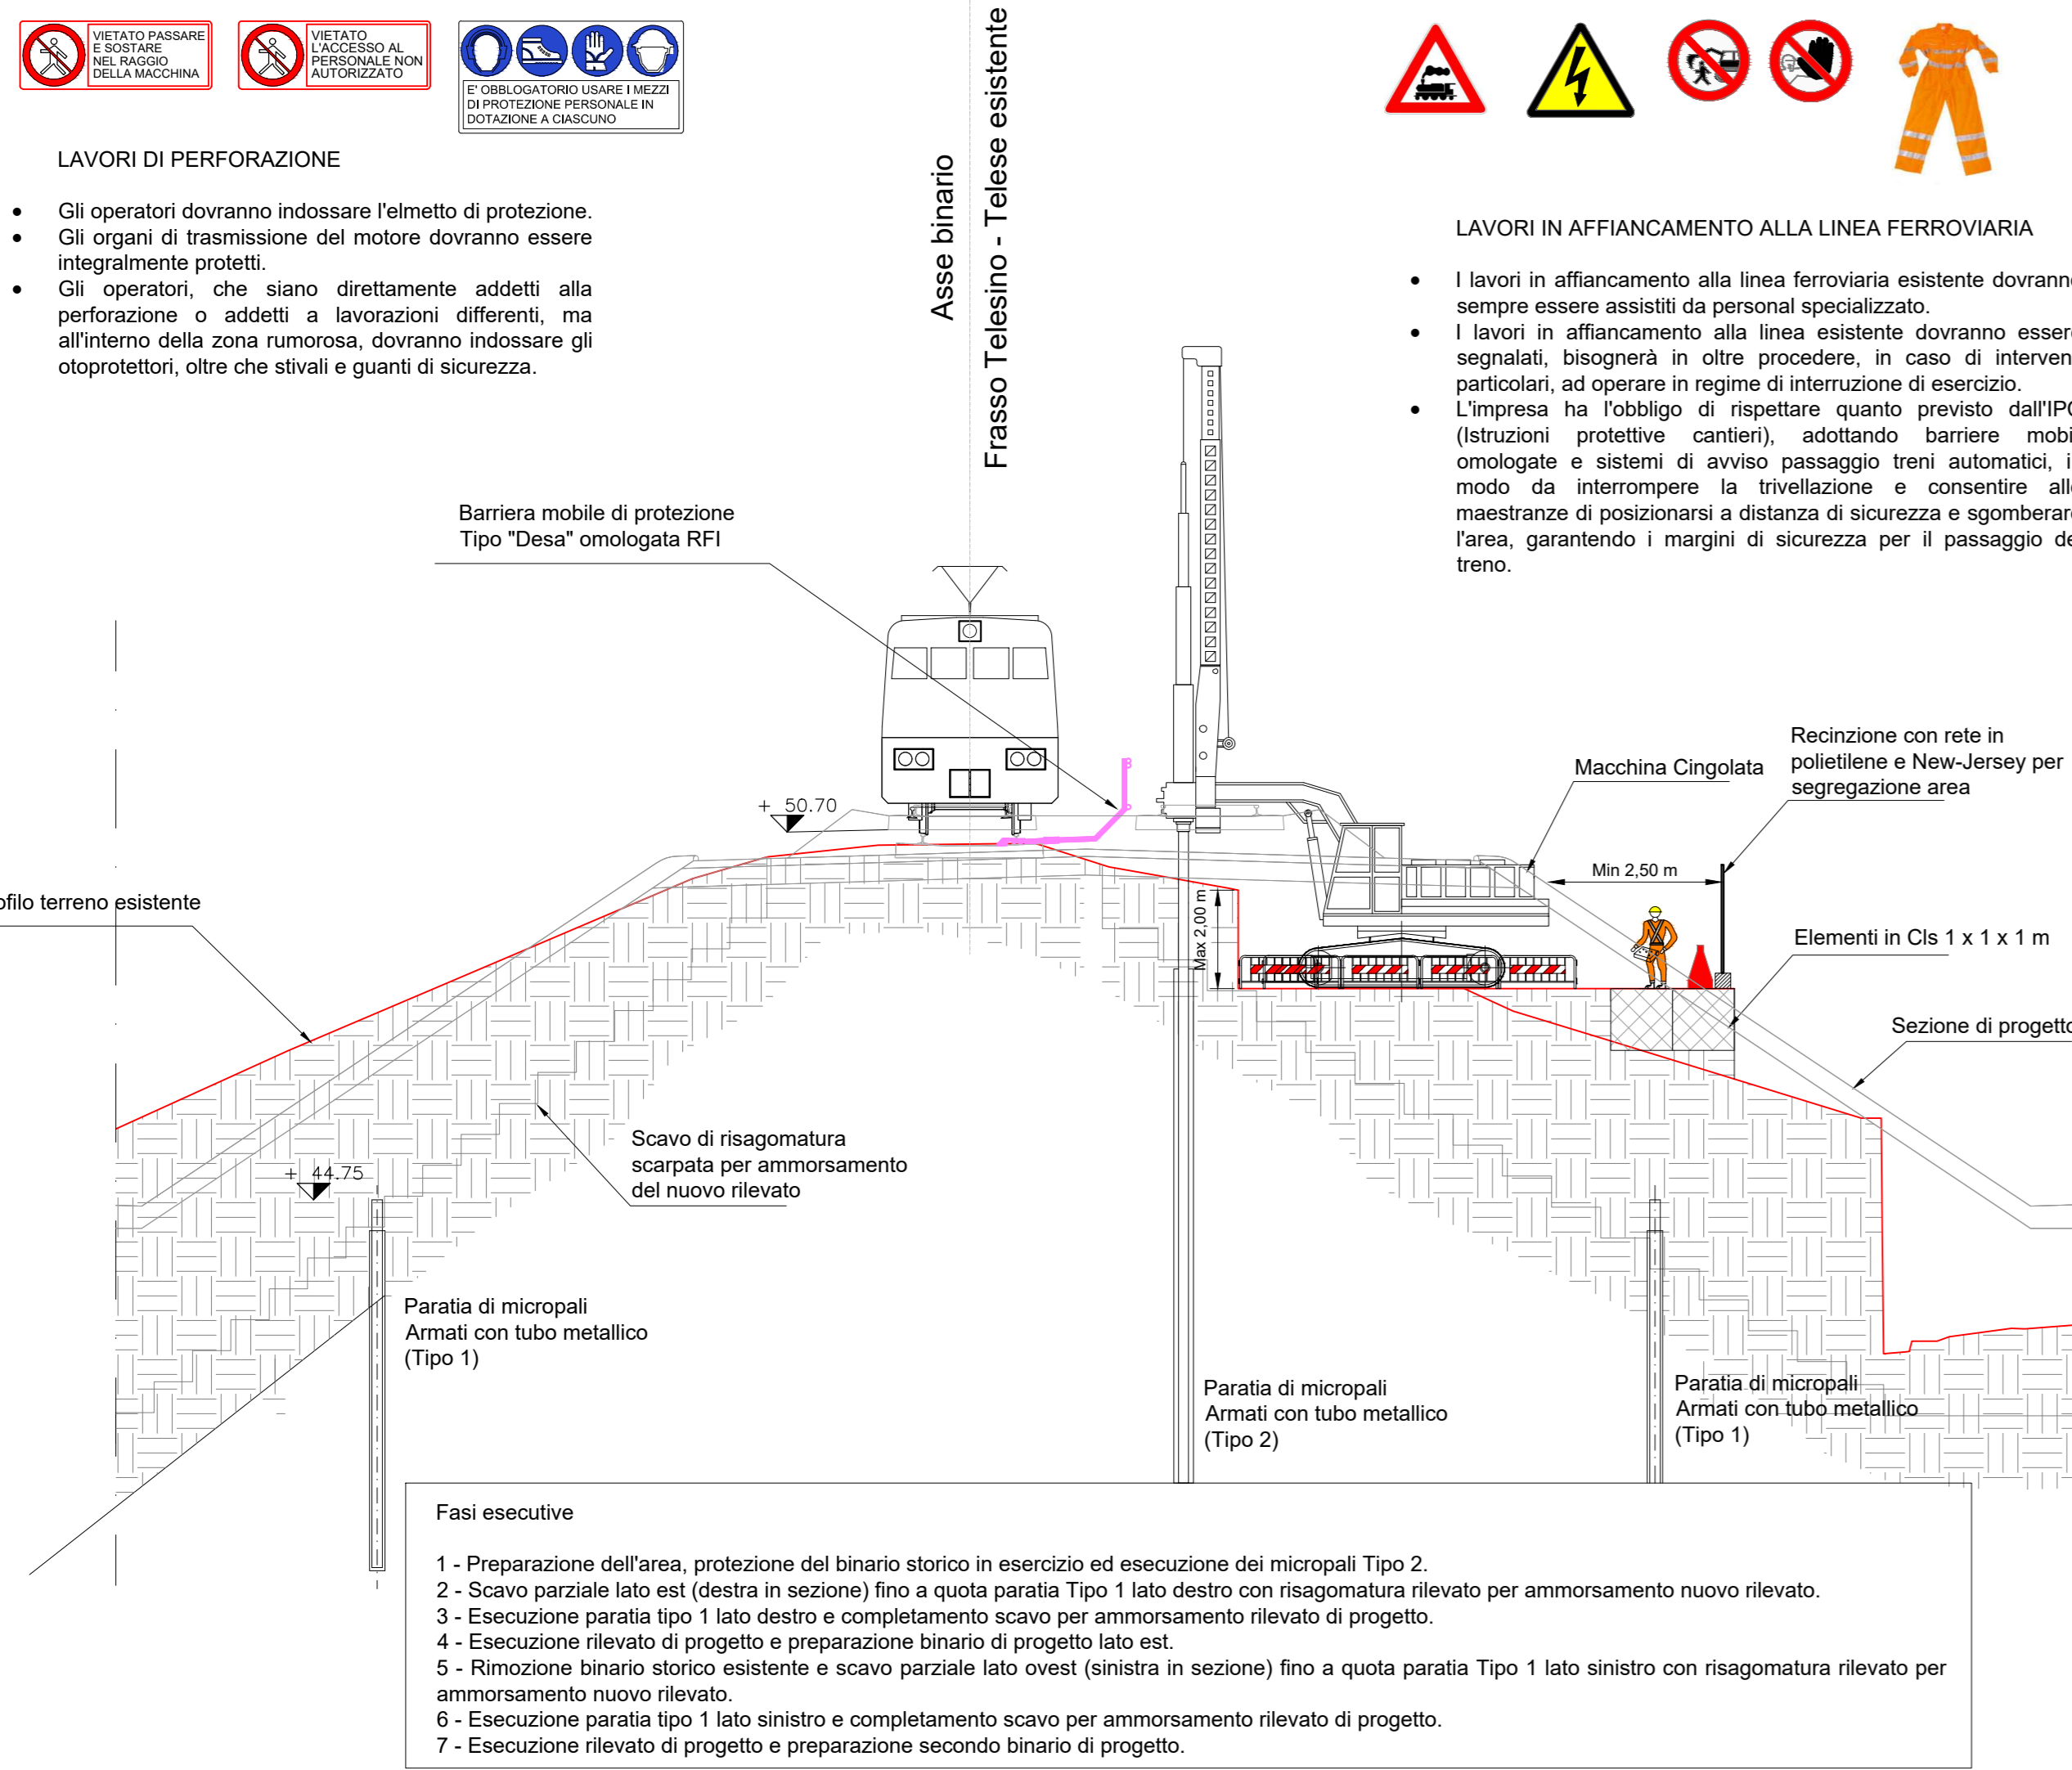 VIETATO PASSARE
E SOSTARE
NEL RAGGIO
DELLA MACCHINA
VIETATO
L'ACCESSO AL
PERSONALE NON
AUTORIZZATO
E' OBBLOGATORIO USARE I MEZZI
DI PROTEZIONE PERSONALE IN
DOTAZIONE A CIASCUNO
LAVORI DI PERFORAZIONE
• Gli operatori dovranno indossare l'elmetto di protezione.
• Gli organi di trasmissione del motore dovranno essere
integralmente protetti.
• Gli operatori, che siano direttamente addetti alla
perforazione o addetti a lavorazioni differenti, ma
all'interno della zona rumorosa, dovranno indossare gli
otoprotettori, oltre che stivali e guanti di sicurezza.
Asse binario
Frasso Telesino - Telese esistente
LAVORI IN AFFIANCAMENTO ALLA LINEA FERROVIARIA
• I lavori in affiancamento alla linea ferroviaria esistente dovrann
sempre essere assistiti da personal specializzato.
• I lavori in affiancamento alla linea esistente dovranno esser
segnalati, bisognerà in oltre procedere, in caso di interven
particolari, ad operare in regime di interruzione di esercizio.
• L'impresa ha l'obbligo di rispettare quanto previsto dall'IPC
(Istruzioni protettive cantieri), adottando barriere mobi
omologate e sistemi di avviso passaggio treni automatici, i
modo da interrompere la trivellazione e consentire all
maestranze di posizionarsi a distanza di sicurezza e sgomberar
l'area, garantendo i margini di sicurezza per il passaggio de
treno.
Barriera mobile di protezione
Tipo "Desa" omologata RFI
+ 50.70
Macchina Cingolata
Recinzione con rete in
polietilene e New-Jersey per
segregazione area
Min 2,50 m
Max 2,00 m
ofilo terreno esistente
Elementi in Cls 1 x 1 x 1 m
Sezione di progetto
Scavo di risagomatura
scarpata per ammorsamento
del nuovo rilevato
+ 44.75
Paratia di micropali
Armati con tubo metallico
(Tipo 1)
Paratia di micropali
Armati con tubo metallico
(Tipo 2)
Paratia di micropali
Armati con tubo metallico
(Tipo 1)
Fasi esecutive
1 - Preparazione dell'area, protezione del binario storico in esercizio ed esecuzione dei micropali Tipo 2.
2 - Scavo parziale lato est (destra in sezione) fino a quota paratia Tipo 1 lato destro con risagomatura rilevato per ammorsamento nuovo rilevato.
3 - Esecuzione paratia tipo 1 lato destro e completamento scavo per ammorsamento rilevato di progetto.
4 - Esecuzione rilevato di progetto e preparazione binario di progetto lato est.
5 - Rimozione binario storico esistente e scavo parziale lato ovest (sinistra in sezione) fino a quota paratia Tipo 1 lato sinistro con risagomatura rilevato per
ammorsamento nuovo rilevato.
6 - Esecuzione paratia tipo 1 lato sinistro e completamento scavo per ammorsamento rilevato di progetto.
7 - Esecuzione rilevato di progetto e preparazione secondo binario di progetto.